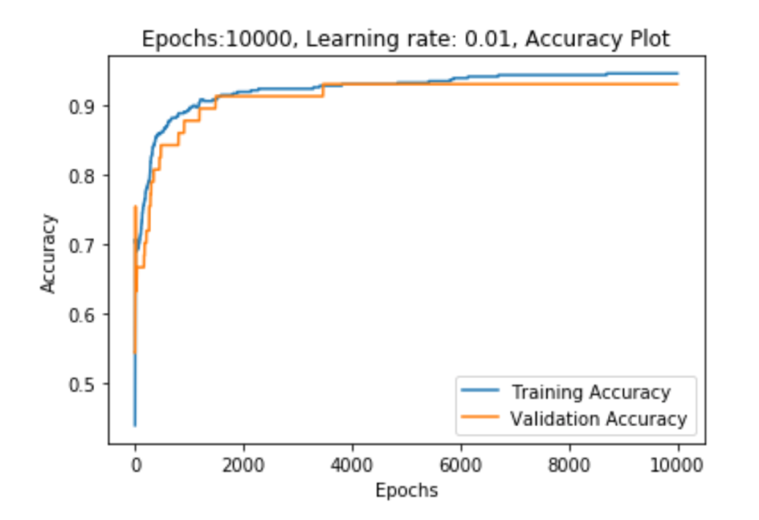 Epochs:10000, Learning rate: 0.01, Accuracy Plot
Accuracy
0.9
0.8
0.7
0.6
0.5
Training Accuracy
Validation Accuracy
0 2000 4000 6000 8000 10000
Epochs